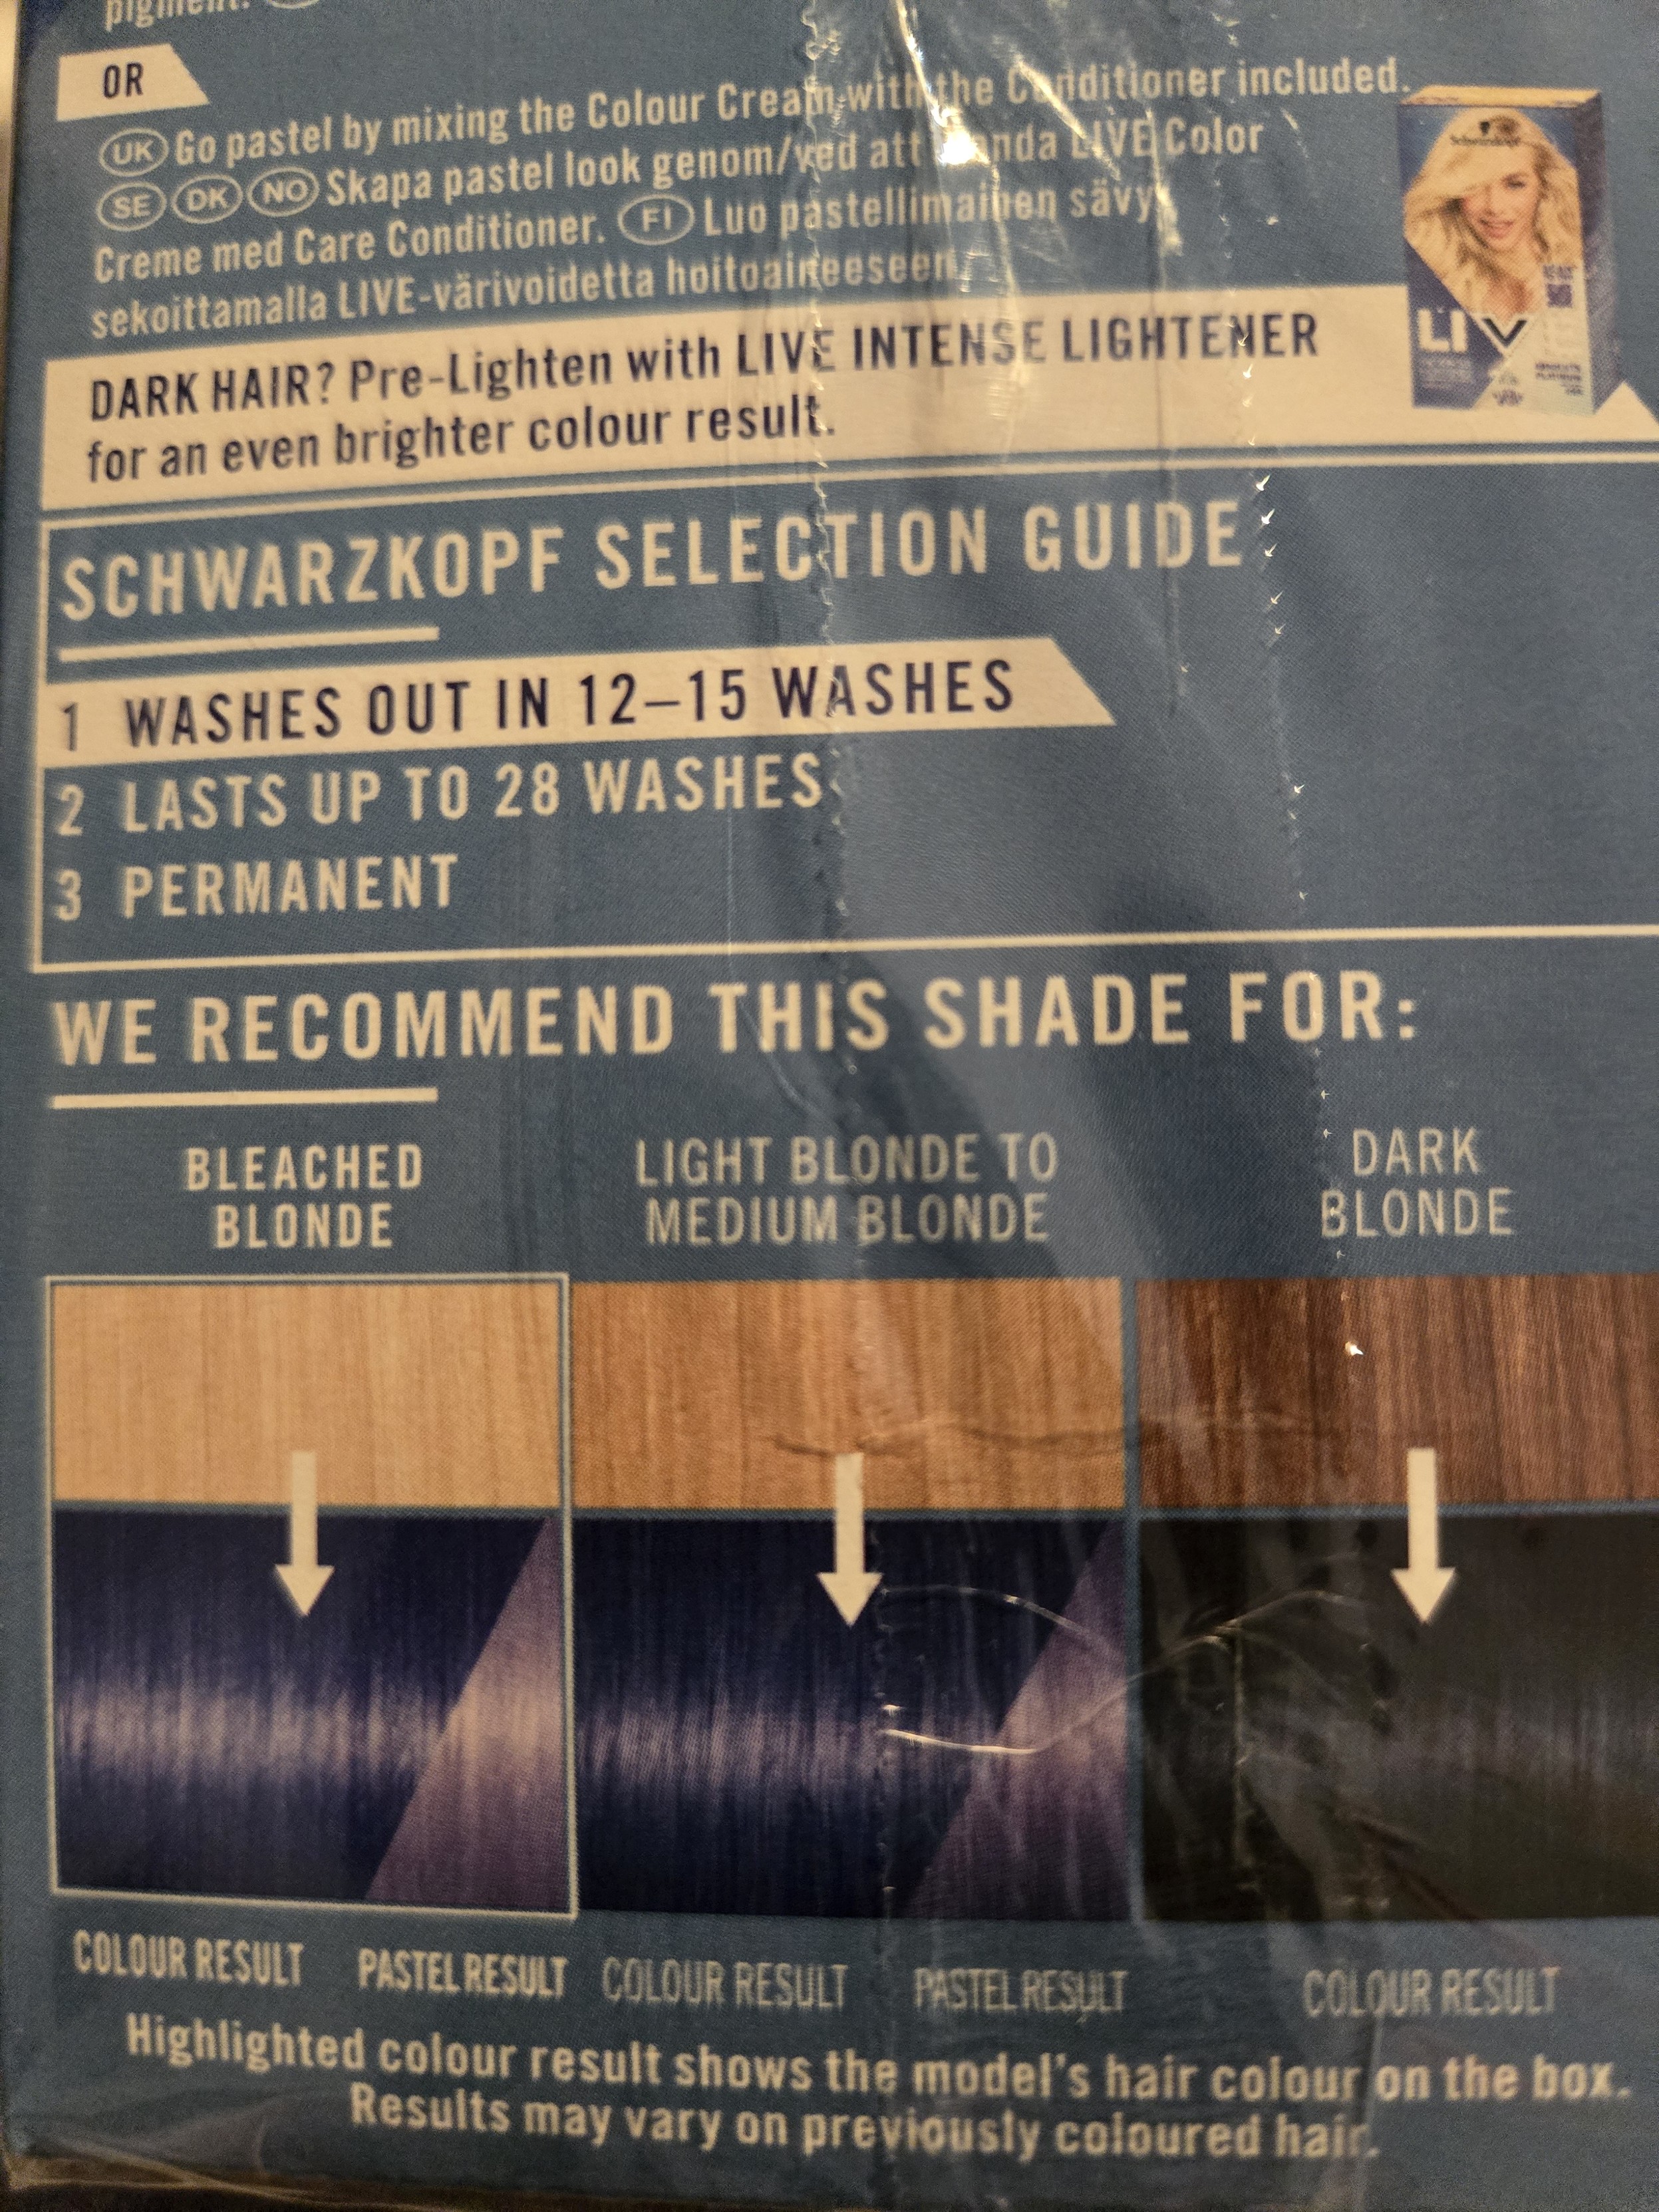 pigment.
OR
UK Go pastel by mixing the Colour Cream with the Conditioner included.
SE DK NO Skapa pastel look genom/ved att LIVE Color
Creme med Care Conditioner. FI Luo pastellimainen sävy
sekoittamalla LIVE-värivoidetta hoitoaineeseen.
DARK HAIR? Pre-Lighten with LIVE INTENSE LIGHTENER
for an even brighter colour result.
LIV
SCHWARZKOPF SELECTION GUIDE
1 WASHES OUT IN 12–15 WASHES
2 LASTS UP TO 28 WASHES
3 PERMANENT
WE RECOMMEND THIS SHADE FOR:
BLEACHED
BLONDE
LIGHT BLONDE TO
MEDIUM BLONDE
DARK
BLONDE
COLOUR RESULT PASTEL RESULT COLOUR RESULT PASTEL RESULT COLOUR RESULT
Highlighted colour result shows the model's hair colour on the box.
Results may vary on previously coloured hair.